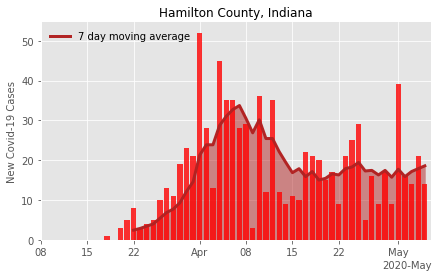 Hamilton County, Indiana
7 day moving average
New Covid-19 Cases
50
40
30
20
10
0
08
15
22
Apr
08
15
22
May
2020-May